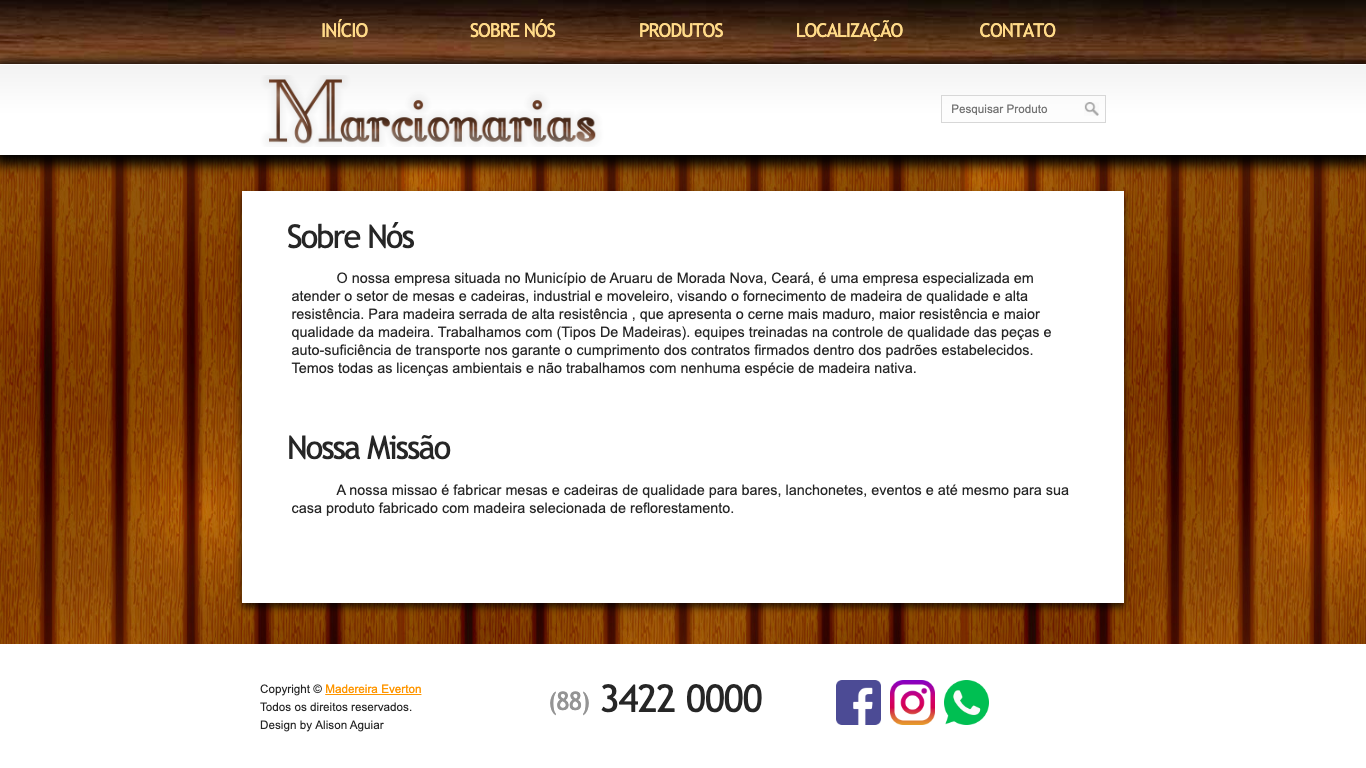 INÍCIO SOBRE NÓS PRODUTOS LOCALIZAÇÃO CONTATO
Marcionarias
Pesquisar Produto
Sobre Nós
O nossa empresa situada no Município de Aruaru de Morada Nova, Ceará, é uma empresa especializada em
atender o setor de mesas e cadeiras, industrial e moveleiro, visando o fornecimento de madeira de qualidade e alta
resistência. Para madeira serrada de alta resistência , que apresenta o cerne mais maduro, maior resistência e maior
qualidade da madeira. Trabalhamos com (Tipos De Madeiras). equipes treinadas na controle de qualidade das peças e
auto-suficiência de transporte nos garante o cumprimento dos contratos firmados dentro dos padrões estabelecidos.
Temos todas as licenças ambientais e não trabalhamos com nenhuma espécie de madeira nativa.
Nossa Missão
A nossa missao é fabricar mesas e cadeiras de qualidade para bares, lanchonetes, eventos e até mesmo para sua
casa produto fabricado com madeira selecionada de reflorestamento.
Copyright © Madereira Everton
Todos os direitos reservados.
Design by Alison Aguiar
(88) 3422 0000